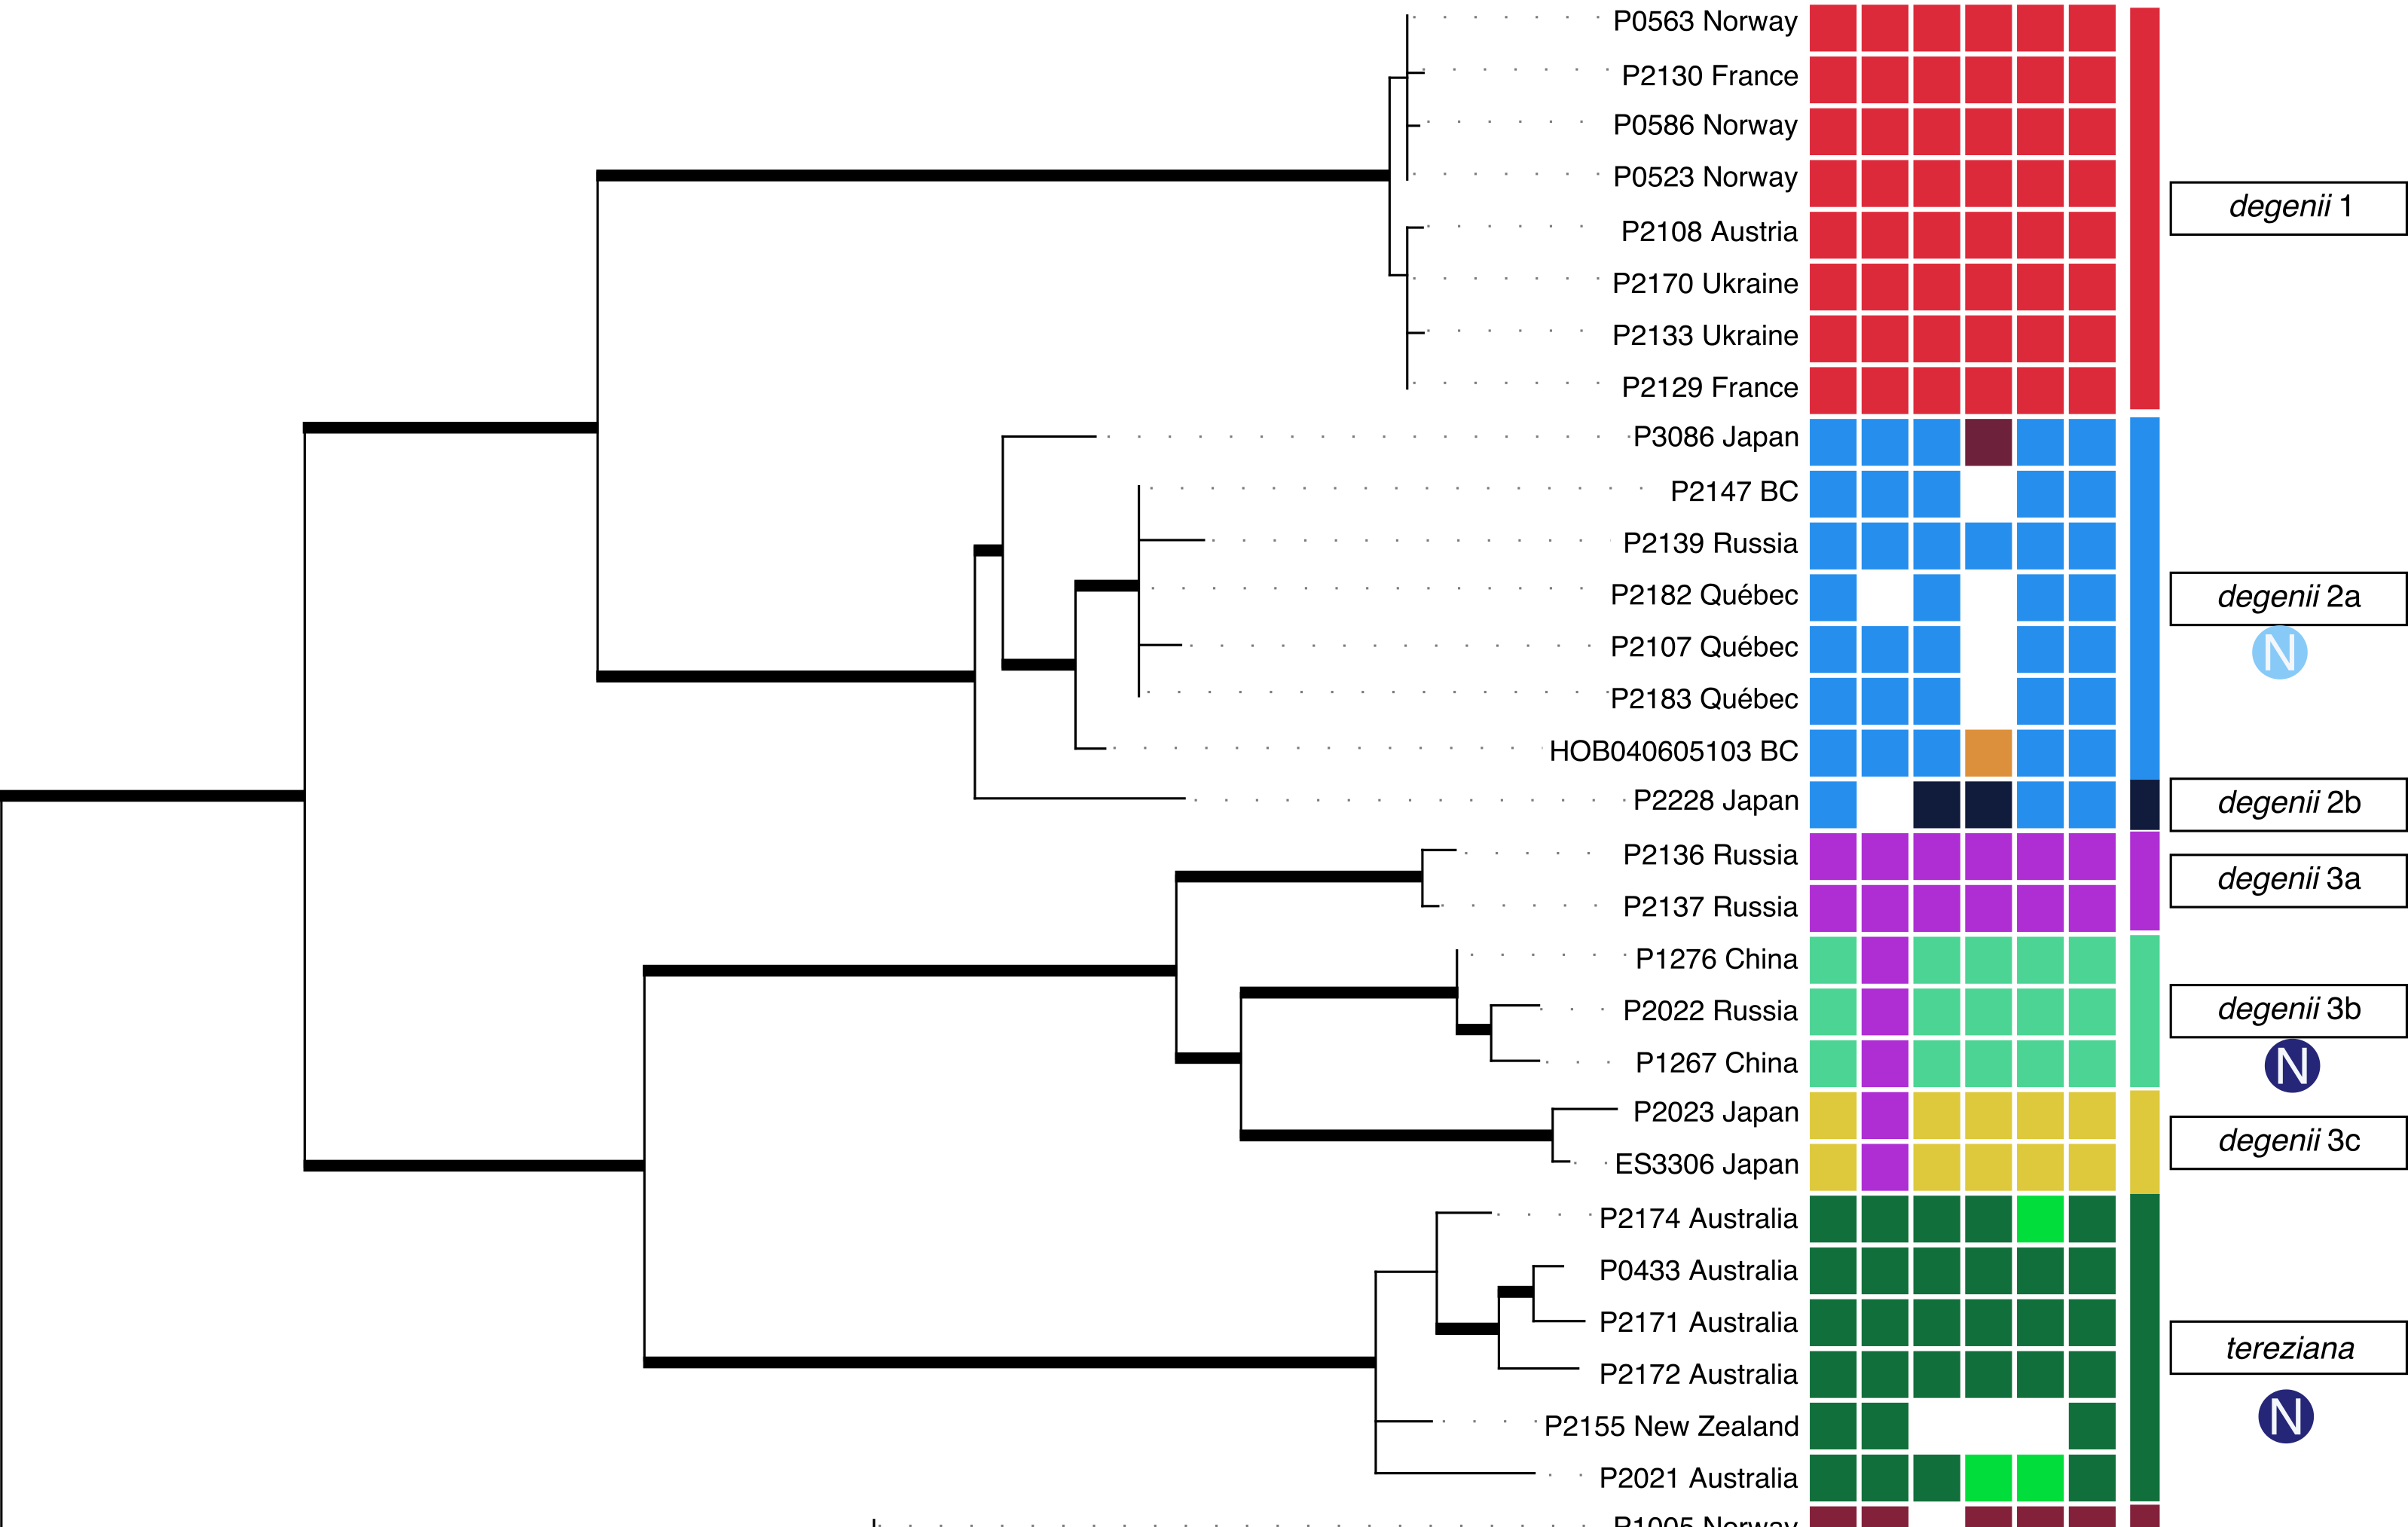 P0563 Norway
P2130 France
P0586 Norway
P0523 Norway
degenii 1
P2108 Austria
P2170 Ukraine
P2133 Ukraine
P2129 France
P3086 Japan
P2147 BC
P2139 Russia
P2182 Québec
degenii 2a
P2107 Québec
N
P2183 Québec
HOB040605103 BC
P2228 Japan
degenii 2b
P2136 Russia
degenii 3a
P2137 Russia
P1276 China
P2022 Russia
degenii 3b
P1267 China
N
P2023 Japan
degenii 3c
ES3306 Japan
P2174 Australia
P0433 Australia
P2171 Australia
tereziana
P2172 Australia
P2155 New Zealand
N
P2021 Australia
P1005 Norway